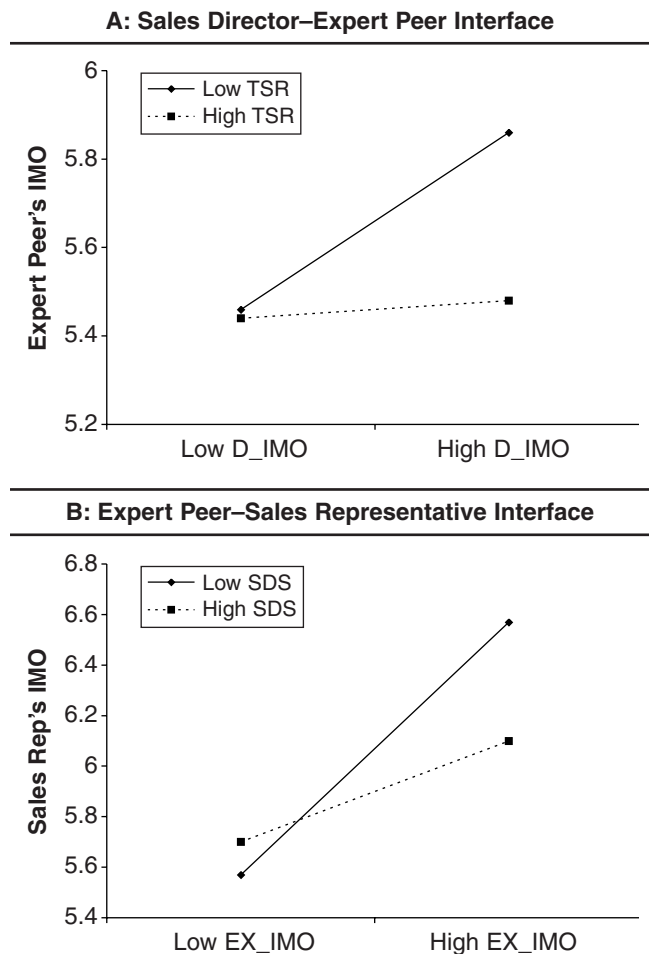 A: Sales Director–Expert Peer Interface
6
Low TSR
High TSR
5.8
5.6
5.4
5.2
Expert Peer's IMO
Low D_IMO High D_IMO
B: Expert Peer–Sales Representative Interface
6.8
Low SDS
High SDS
6.6
6.4
6.2
6
5.8
5.6
5.4
Sales Rep's IMO
Low EX_IMO High EX_IMO